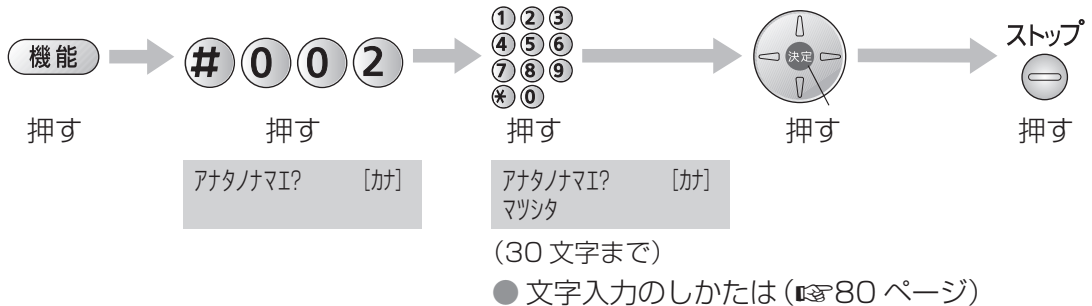 ストップ
機能 #002 123
456
789
*0 決定
押す 押す 押す 押す 押す
アナタノナマエ? [カナ] アナタノナマエ? [カナ]
マツシタ
(30文字まで)
● 文字入力のしかたは(☞80 ページ)